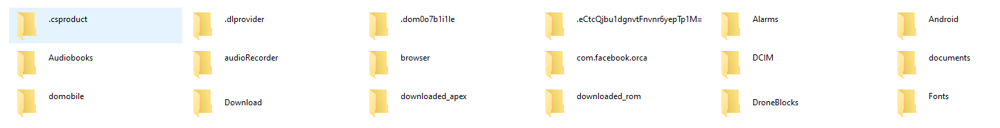 .csproduct
.dlprovider
.dom0o7b1i1le
.eCtcQjbu1dgnvtFnvnr6yepTp1M=
Alarms
Android
Audiobooks
audioRecorder
browser
com.facebook.orca
DCIM
documents
domobile
Download
downloaded_apex
downloaded_rom
DroneBlocks
Fonts